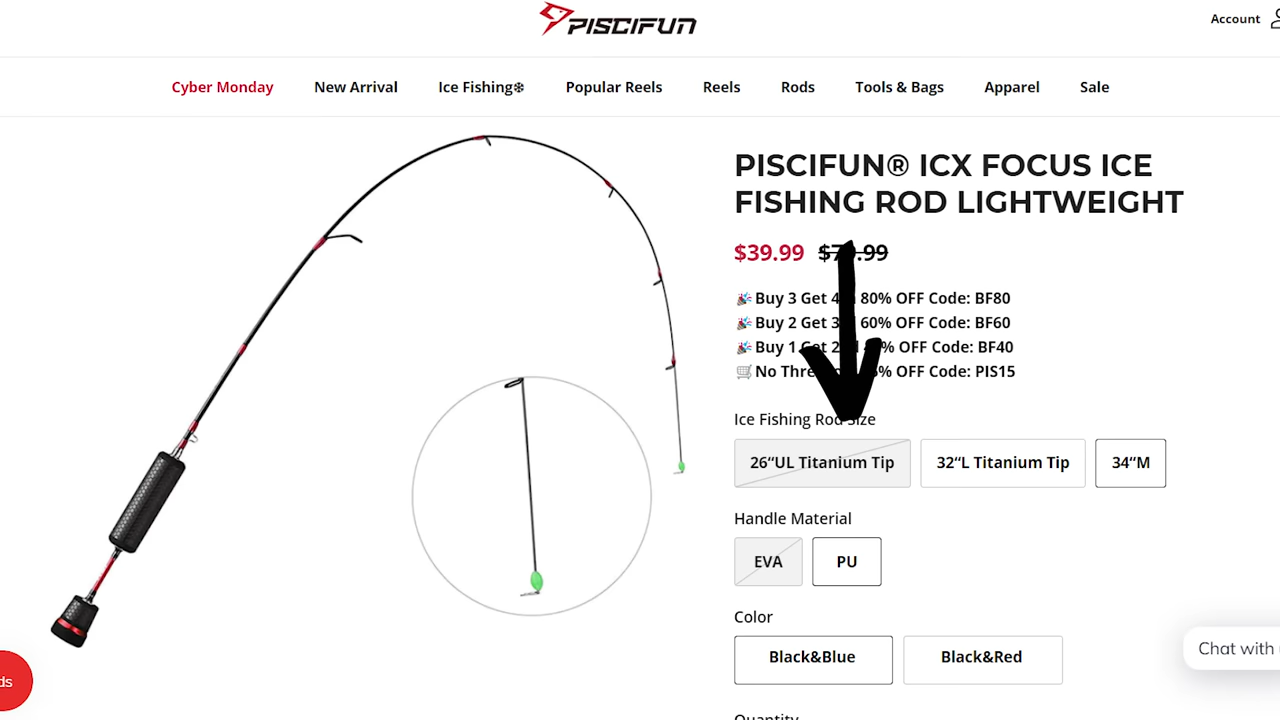 PISCIFUN
Account
Cyber Monday
New Arrival
Ice Fishing❄
Popular Reels
Reels
Rods
Tools & Bags
Apparel
Sale
PISCIFUN® ICX FOCUS ICE
FISHING ROD LIGHTWEIGHT
$39.99
Buy 3 Get 80% OFF Code: BF80
Buy 2 Get 60% OFF Code: BF60
Buy 1 OFF Code: BF40
No OFF Code: PIS15
Ice Fishing Rod Size
26“UL Titanium Tip
32“L Titanium Tip
34“M
Handle Material
EVA
PU
Color
Black&Blue
Black&Red
Chat with
Quantity